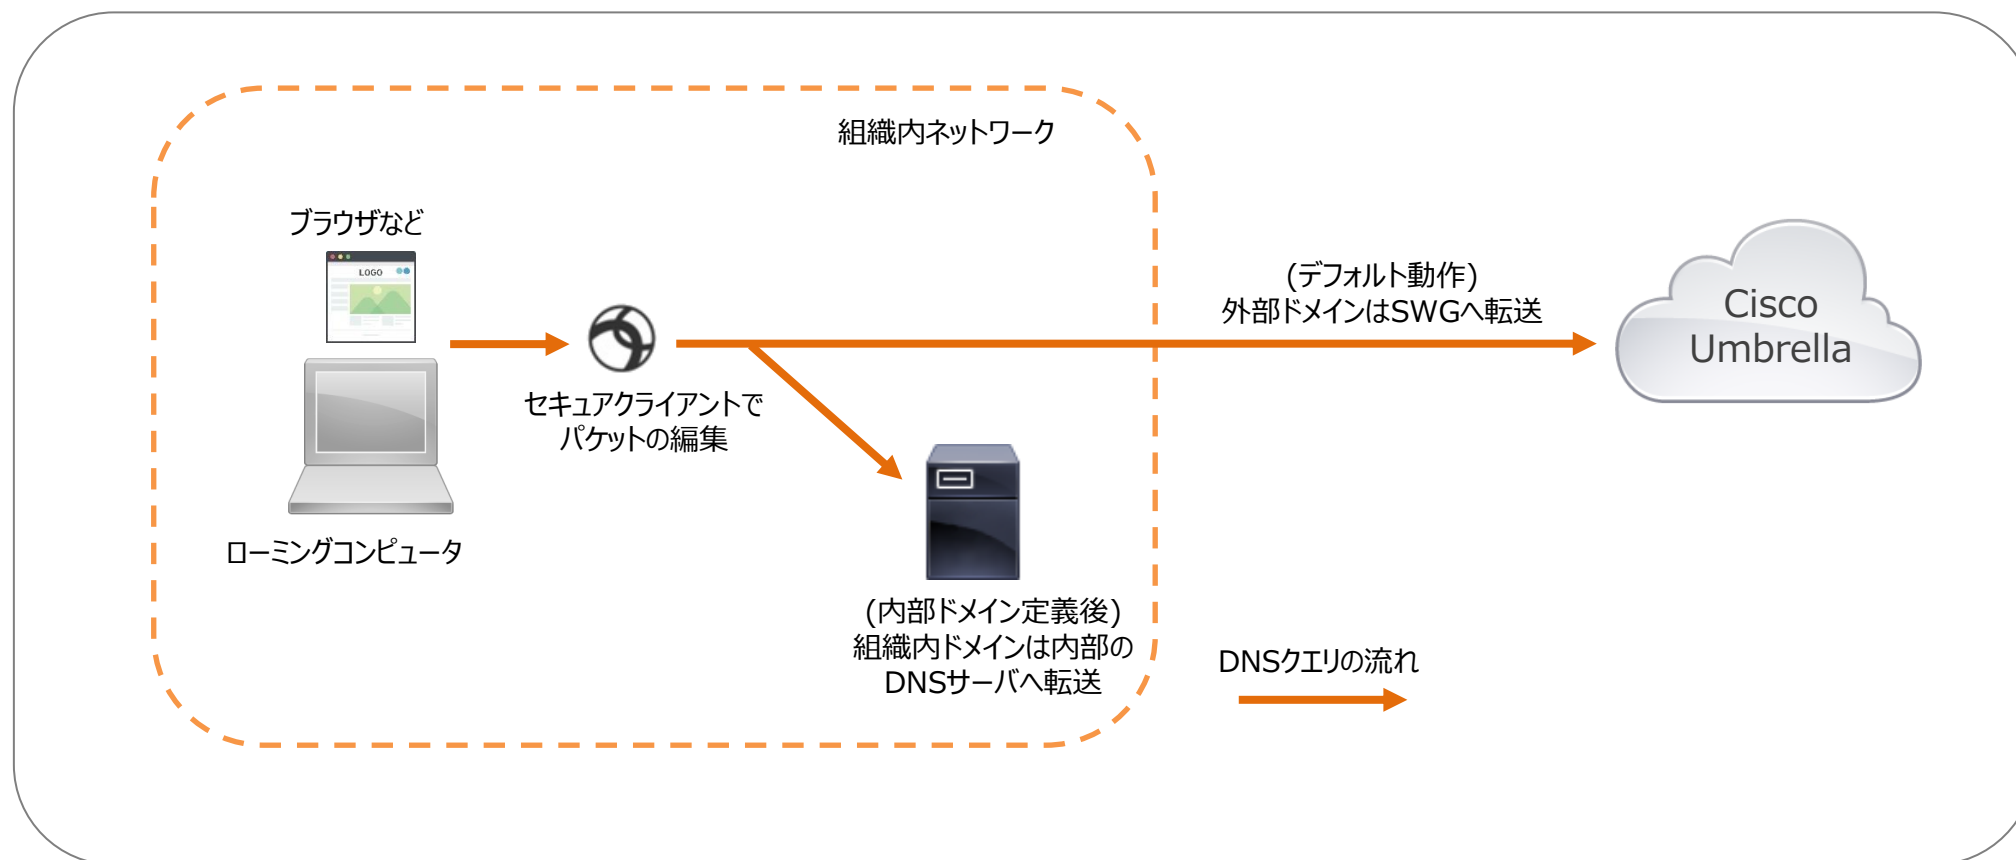 組織内ネットワーク
ブラウザなど
LOGO
(デフォルト動作)
外部ドメインはSWGへ転送
Cisco
Umbrella
セキュアクライアントで
パケットの編集
ローミングコンピュータ
(内部ドメイン定義後)
組織内ドメインは内部の
DNSサーバへ転送
DNSクエリの流れ